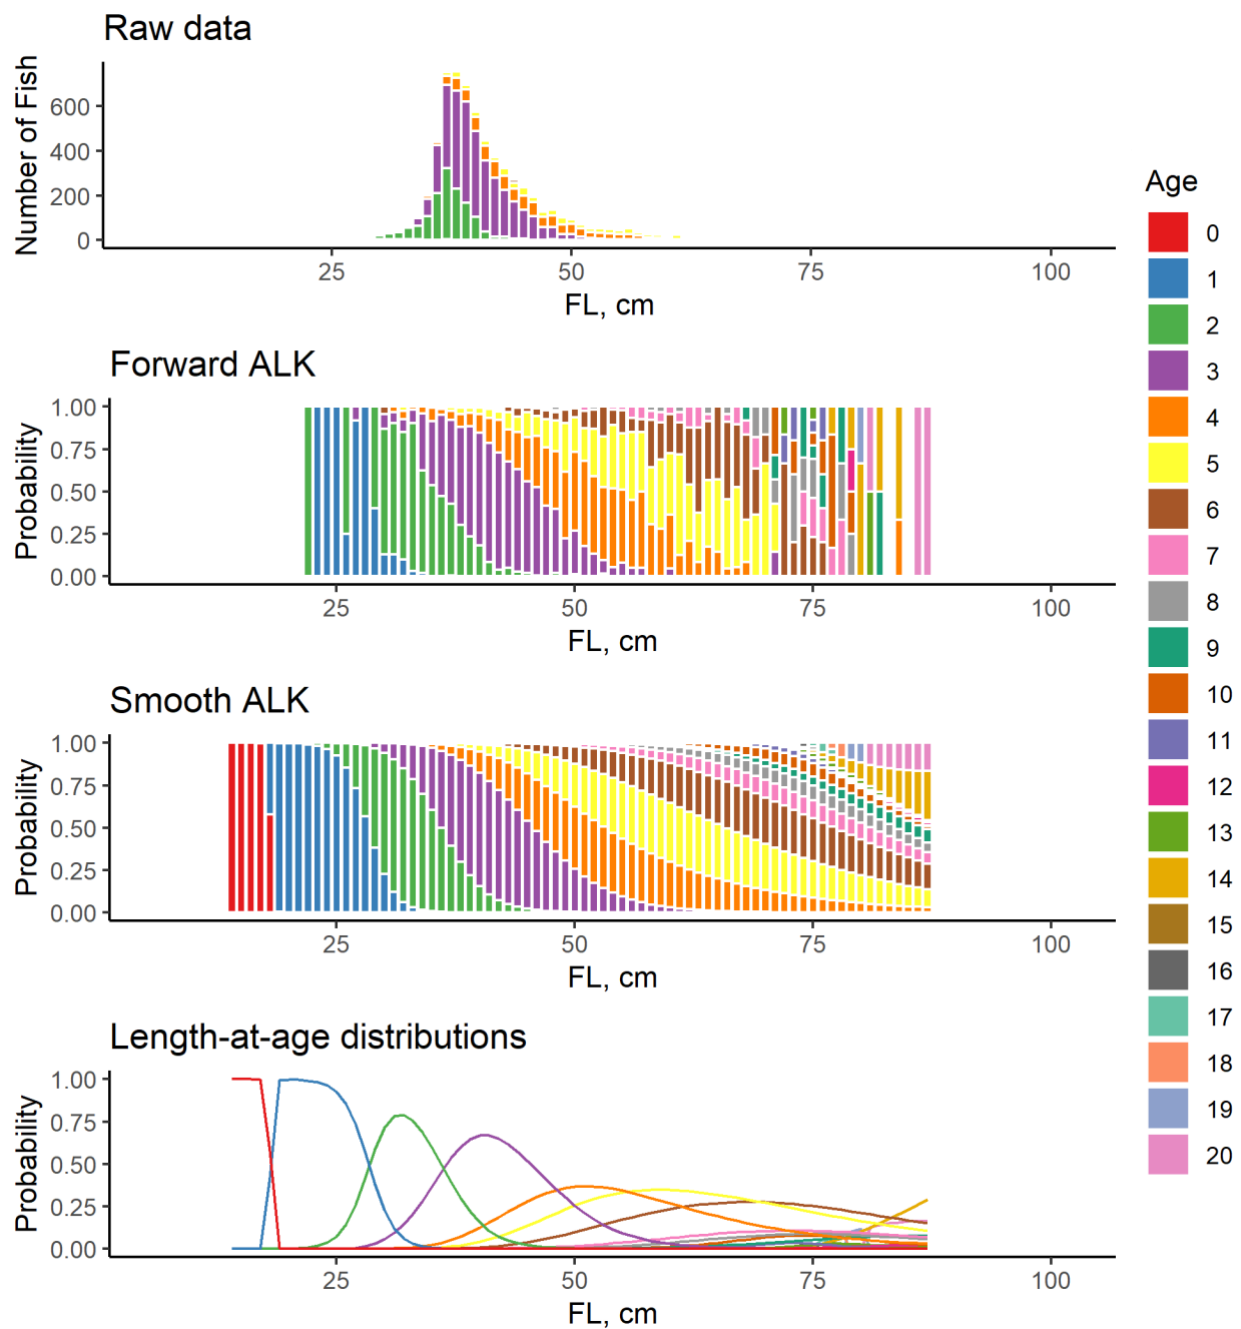 Raw data
Number of Fish
600
400
200
0
25 50 75 100
FL, cm
Forward ALK
Probability
1.00
0.75
0.50
0.25
0.00
25 50 75 100
FL, cm
Smooth ALK
Probability
1.00
0.75
0.50
0.25
0.00
25 50 75 100
FL, cm
Length-at-age distributions
Probability
1.00
0.75
0.50
0.25
0.00
25 50 75 100
FL, cm
Age
0
1
2
3
4
5
6
7
8
9
10
11
12
13
14
15
16
17
18
19
20